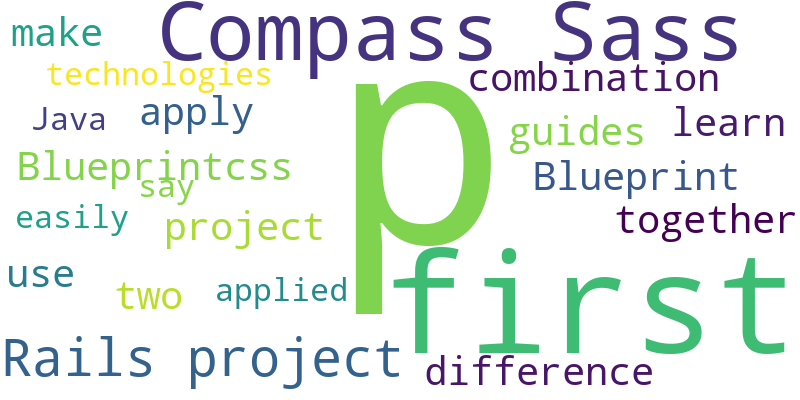 Compass Sass
make
technologies
combination
p
Java
apply
guides
learn
Blueprintcss
say
Blueprint
easily
project
together
use
two
applied
first
Rails project
difference